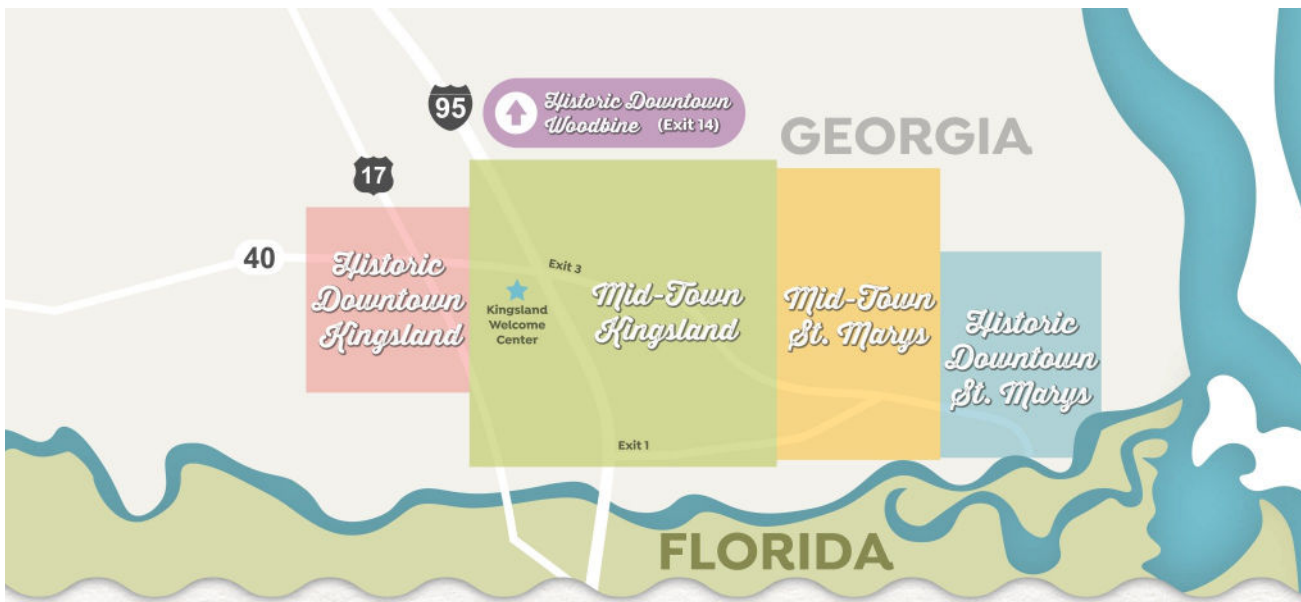 95
Historic Downtown
Woodbine (Exit 14)
GEORGIA
17
40
Historic
Downtown
Kingsland
Exit 3
Kingsland
Welcome
Center
Mid-Town
Kingsland
Mid-Town
St. Marys
Historic
Downtown
St. Marys
Exit 1
FLORIDA